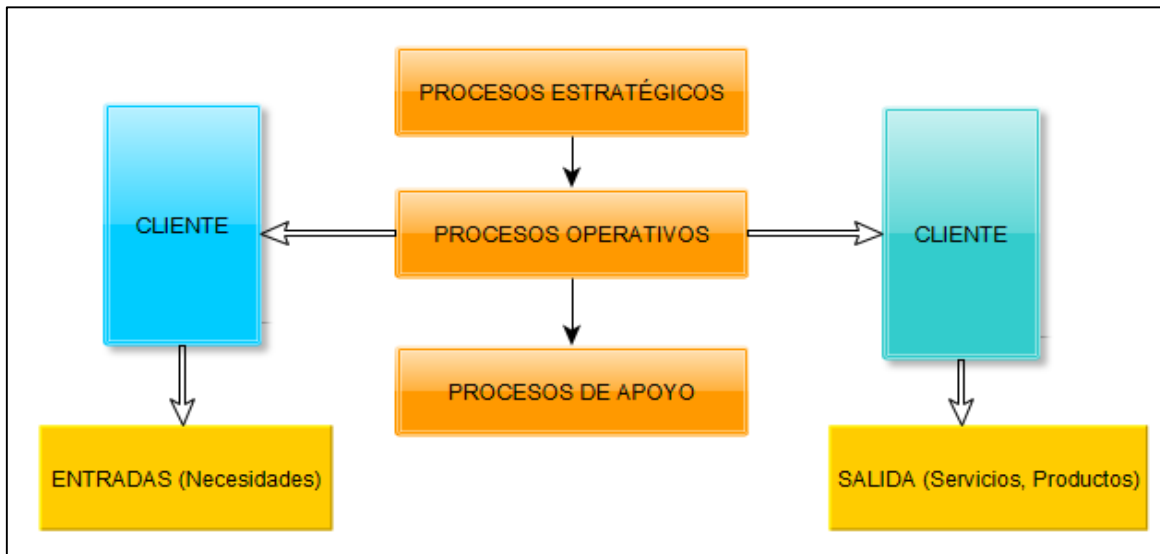 PROCESOS ESTRATÉGICOS
CLIENTE
PROCESOS OPERATIVOS
CLIENTE
PROCESOS DE APOYO
ENTRADAS (Necesidades)
SALIDA (Servicios, Productos)